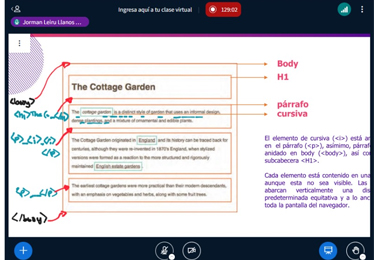 Ingresa aquí a tu clase virtual
129:02
Jorman Leiru Llanos ...
Body
H1
The Cottage Garden
<body>
párrafo
cursiva
The cottage garden is a distinct style of garden that uses an informal design,
dense plantings, and a mixture of ornamental and edible plants.
The Cottage Garden originated in England and its history can be traced back for
centuries, although they were re-invented in 1870's England, when stylized
versions were formed as a reaction to the more structured and rigorously
maintained English estate gardens.
The earliest cottage gardens were more practical than their modern descendants,
with an emphasis on vegetables and herbs, along with some fruit trees.
</body>
El elemento de cursiva (<i>) está an
en el párrafo (<p>), asimismo, párraf
anidado en body (<body>), así con
subcabecera <H1>.
Cada elemento está contenido en una
aunque esta no sea visible. Las
abarcan verticalmente una dis
predeterminada equitativa y a lo anc
toda la pantalla del navegador.